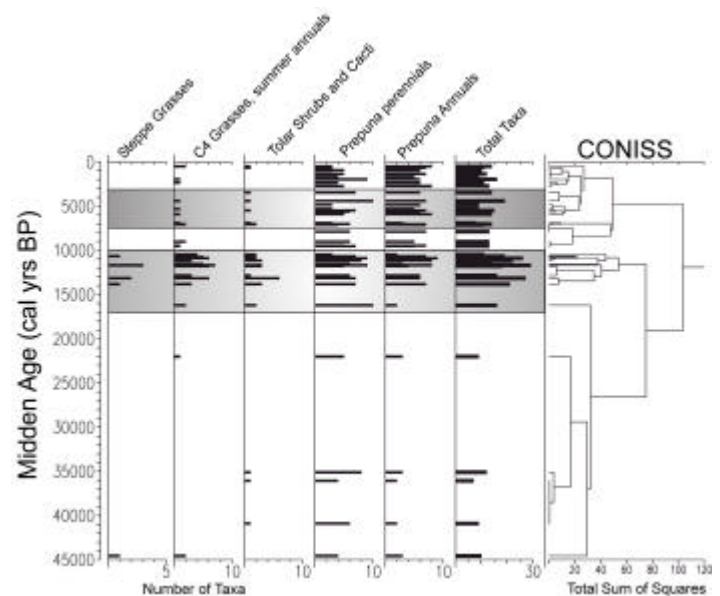 Steppe Grasses
C4 Grasses, summer annuals
Tolar Shrubs and Cacti
Prepuna perennials
Prepuna Annuals
Total Taxa
CONISS
Midden Age (cal yrs BP)
0
5000
10000
15000
20000
25000
30000
35000
40000
45000
5 10 10 10 10 30
0 20 40 60 80 100 120
Number of Taxa
Total Sum of Squares